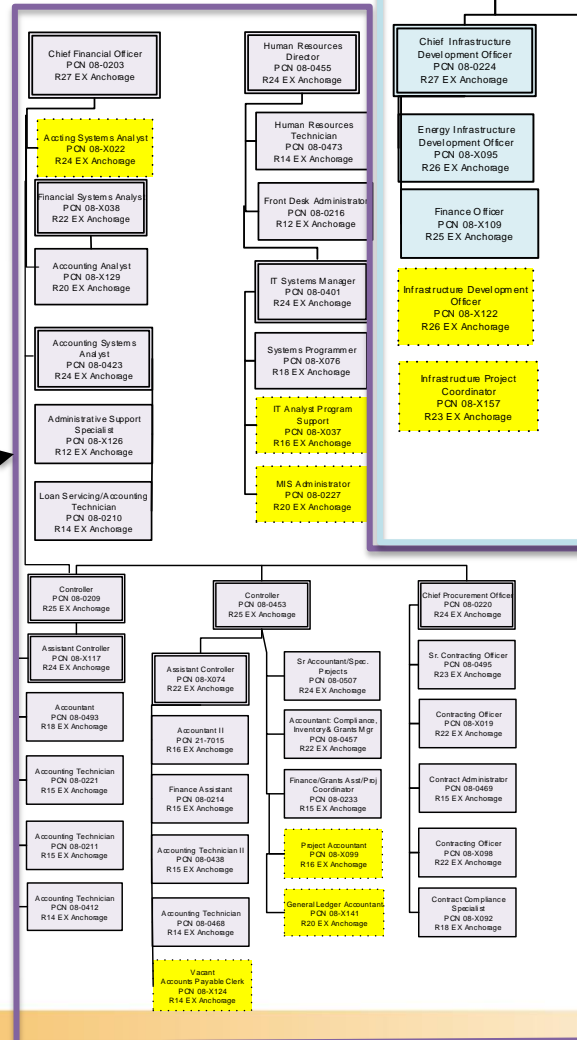 Chief Financial Officer
PCN 08-0203
R27 EX Anchorage
Accting Systems Analyst
PCN 08-X022
R24 EX Anchorage
Financial Systems Analyst
PCN 08-X038
R22 EX Anchorage
Accounting Analyst
PCN 08-X129
R20 EX Anchorage
Accounting Systems
Analyst
PCN 08-0423
R24 EX Anchorage
Administrative Support
Specialist
PCN 08-X126
R12 EX Anchorage
Loan Servicing/Accounting
Technician
PCN 08-0210
R14 EX Anchorage
Human Resources
Director
PCN 08-0455
R24 EX Anchorage
Human Resources
Technician
PCN 08-0473
R14 EX Anchorage
Front Desk Administrator
PCN 08-0216
R12 EX Anchorage
IT Systems Manager
PCN 08-0401
R24 EX Anchorage
Systems Programmer
PCN 08-X076
R18 EX Anchorage
IT Analyst Program
Support
PCN 08-X037
R16 EX Anchorage
MIS Administrator
PCN 08-0227
R20 EX Anchorage
Chief Infrastructure
Development Officer
PCN 08-0224
R27 EX Anchorage
Energy Infrastructure
Development Officer
PCN 08-X095
R26 EX Anchorage
Finance Officer
PCN 08-X109
R25 EX Anchorage
Infrastructure Development
Officer
PCN 08-X122
R26 EX Anchorage
Infrastructure Project
Coordinator
PCN 08-X157
R23 EX Anchorage
Controller
PCN 08-0209
R25 EX Anchorage
Assistant Controller
PCN 08-X117
R24 EX Anchorage
Accountant
PCN 08-0493
R18 EX Anchorage
Accounting Technician
PCN 08-0221
R15 EX Anchorage
Accounting Technician
PCN 08-0211
R15 EX Anchorage
Accounting Technician
PCN 08-0412
R14 EX Anchorage
Controller
PCN 08-0453
R25 EX Anchorage
Assistant Controller
PCN 08-X074
R22 EX Anchorage
Accountant II
PCN 21-7015
R16 EX Anchorage
Finance Assistant
PCN 08-0214
R15 EX Anchorage
Accounting Technician II
PCN 08-0438
R15 EX Anchorage
Accounting Technician
PCN 08-0468
R14 EX Anchorage
Vacant
Accounts Payable Clerk
PCN 08-X124
R14 EX Anchorage
Sr Accountant/Spec.
Projects
PCN 08-0507
R24 EX Anchorage
Accountant: Compliance,
Inventory & Grants Mgr
PCN 08-0457
R22 EX Anchorage
Finance/Grants Asst/Proj
Coordinator
PCN 08-0233
R15 EX Anchorage
Project Accountant
PCN 08-X099
R16 EX Anchorage
General Ledger Accountant
PCN 08-X141
R20 EX Anchorage
Chief Procurement Officer
PCN 08-0220
R24 EX Anchorage
Sr. Contracting Officer
PCN 08-0495
R23 EX Anchorage
Contracting Officer
PCN 08-X019
R22 EX Anchorage
Contract Administrator
PCN 08-0469
R15 EX Anchorage
Contracting Officer
PCN 08-X098
R22 EX Anchorage
Contract Compliance
Specialist
PCN 08-X092
R18 EX Anchorage